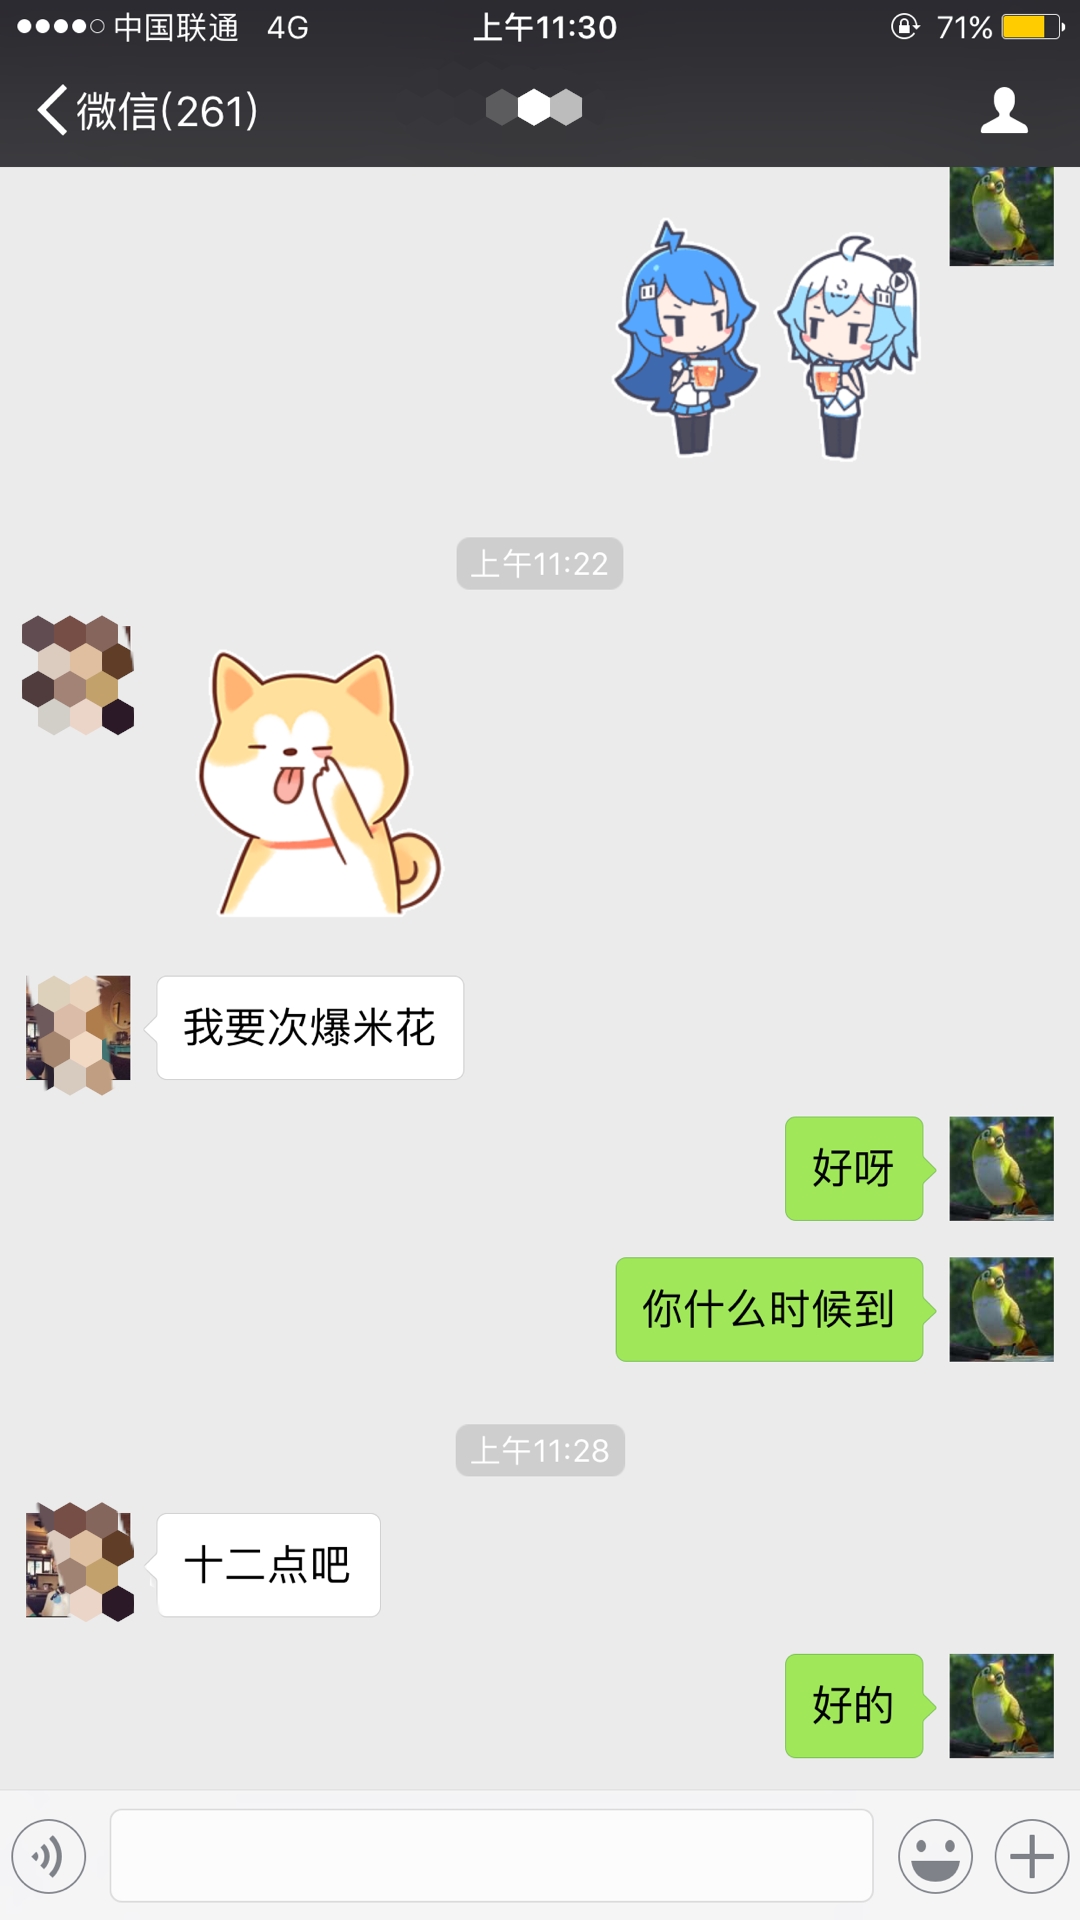 中国联通 4G 上午11:30 71%
微信(261)
上午11:22
我要次爆米花
好呀
你什么时候到
上午11:28
十二点吧
好的